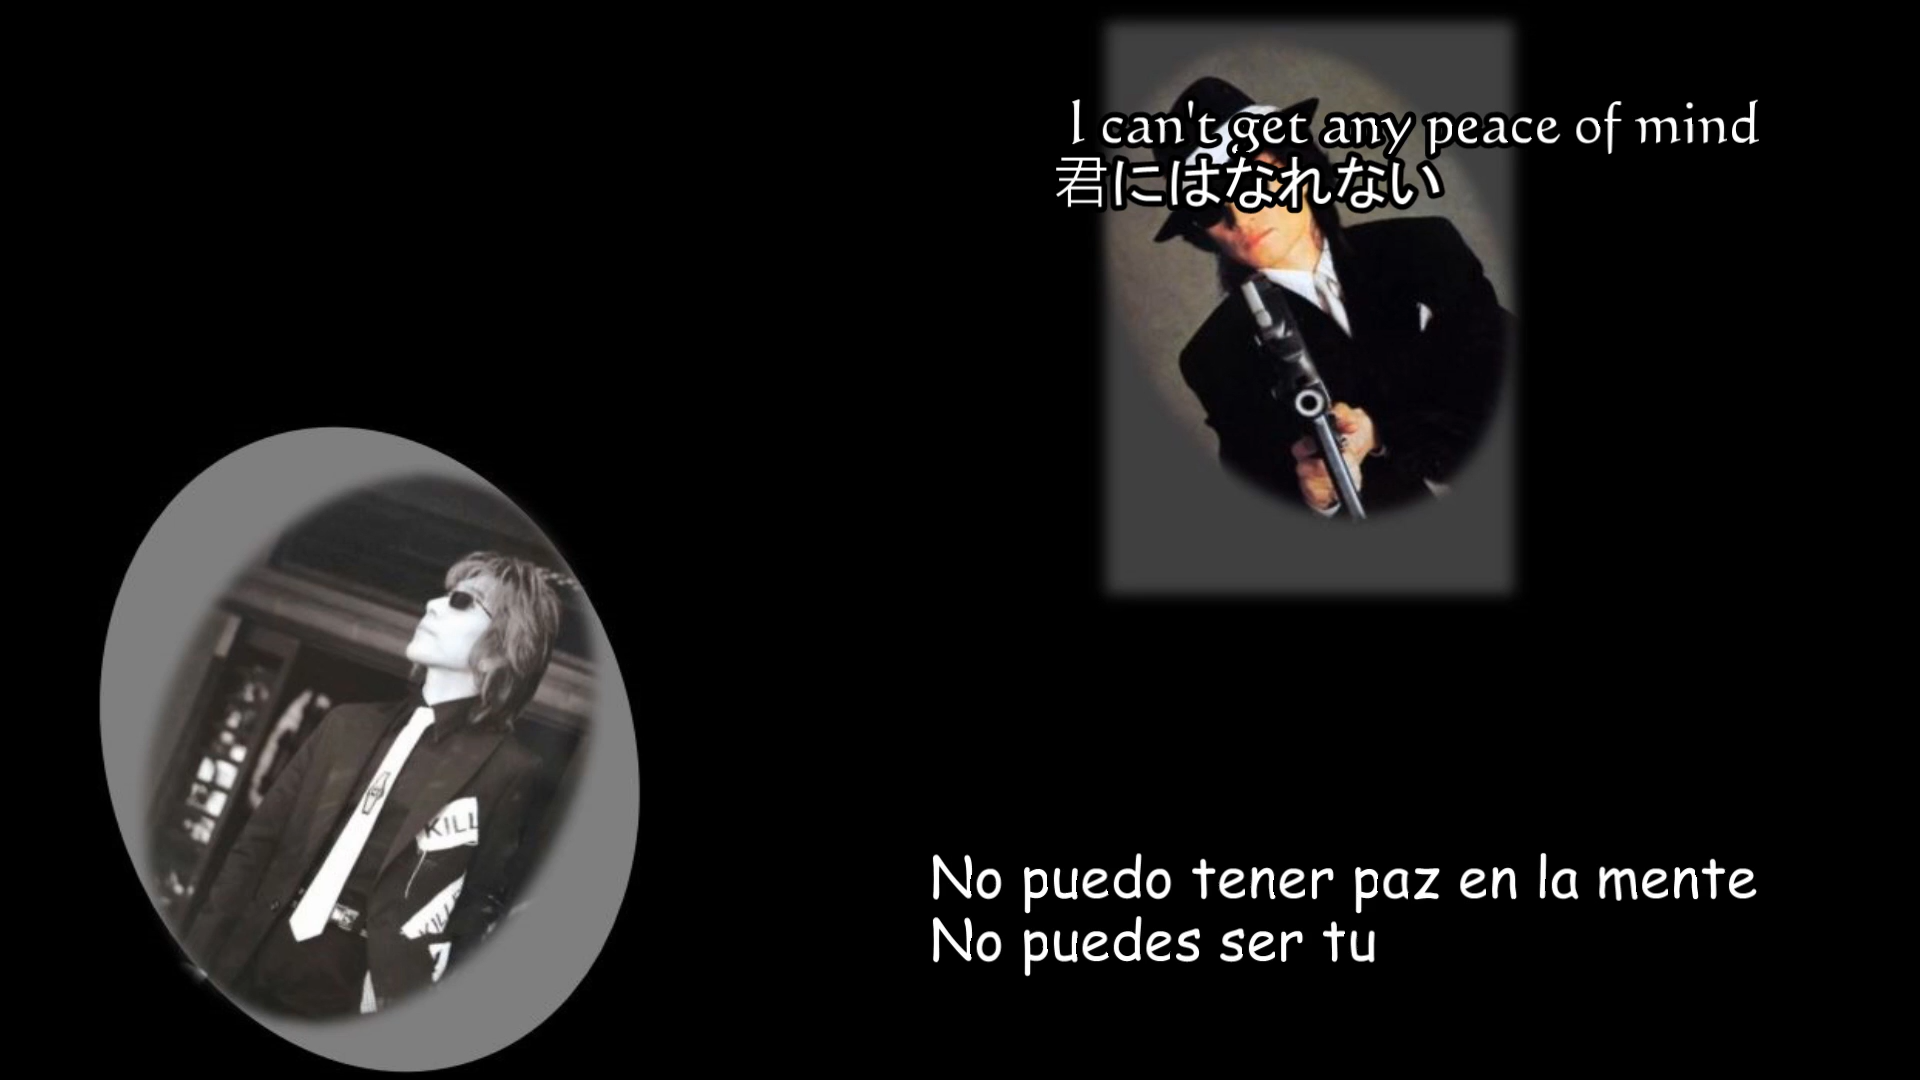 I can't get any peace of mind
君にはなれない
KILL
No puedo tener paz en la mente
No puedes ser tu